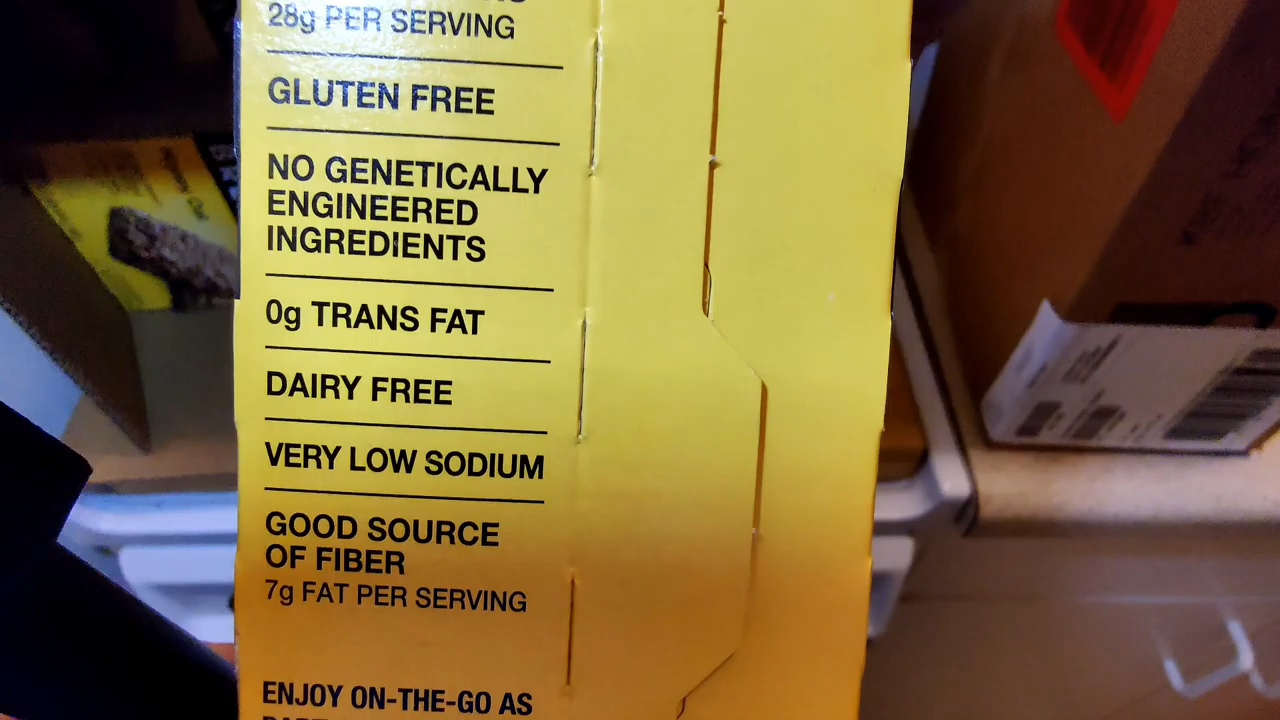 28g PER SERVING
GLUTEN FREE
NO GENETICALLY
ENGINEERED
INGREDIENTS
0g TRANS FAT
DAIRY FREE
VERY LOW SODIUM
GOOD SOURCE
OF FIBER
7g FAT PER SERVING
ENJOY ON-THE-GO AS